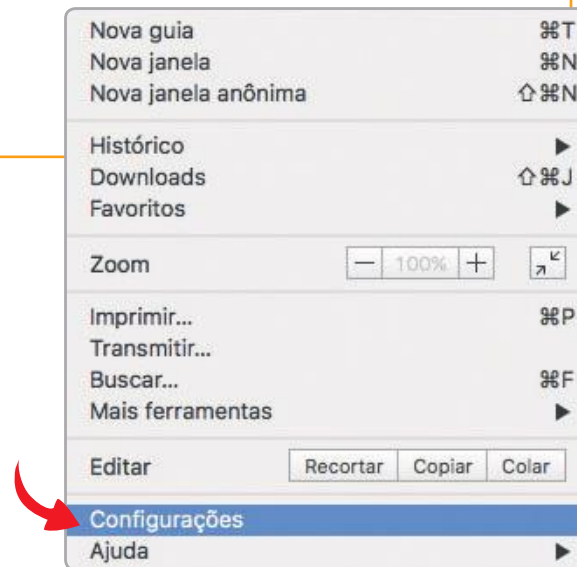 Nova guia ⌘T
Nova janela ⌘N
Nova janela anônima ⇧⌘N
Histórico ▶
Downloads ⇧⌘J
Favoritos ▶
Zoom — 100% +
Imprimir... ⌘P
Transmitir...
Buscar... ⌘F
Mais ferramentas ▶
Editar Recortar Copiar Colar
Configurações
Ajuda ▶